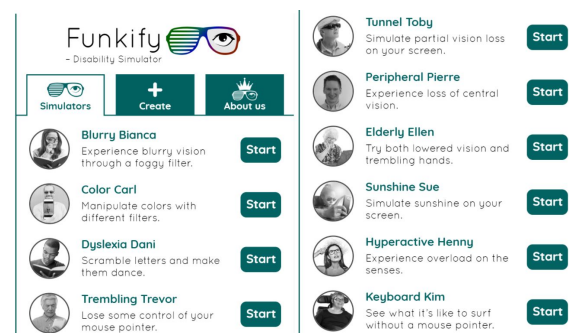 Funkify
– Disability Simulator
Simulators
Create
About us
Blurry Bianca
Experience blurry vision
through a foggy filter.
Start
Color Carl
Manipulate colors with
different filters.
Start
Dyslexia Dani
Scramble letters and make
them dance.
Start
Trembling Trevor
Lose some control of your
mouse pointer.
Start
Tunnel Toby
Simulate partial vision loss
on your screen.
Start
Peripheral Pierre
Experience loss of central
vision.
Start
Elderly Ellen
Try both lowered vision and
trembling hands.
Start
Sunshine Sue
Simulate sunshine on your
screen.
Start
Hyperactive Henny
Experience overload on the
senses.
Start
Keyboard Kim
See what it's like to surf
without a mouse pointer.
Start